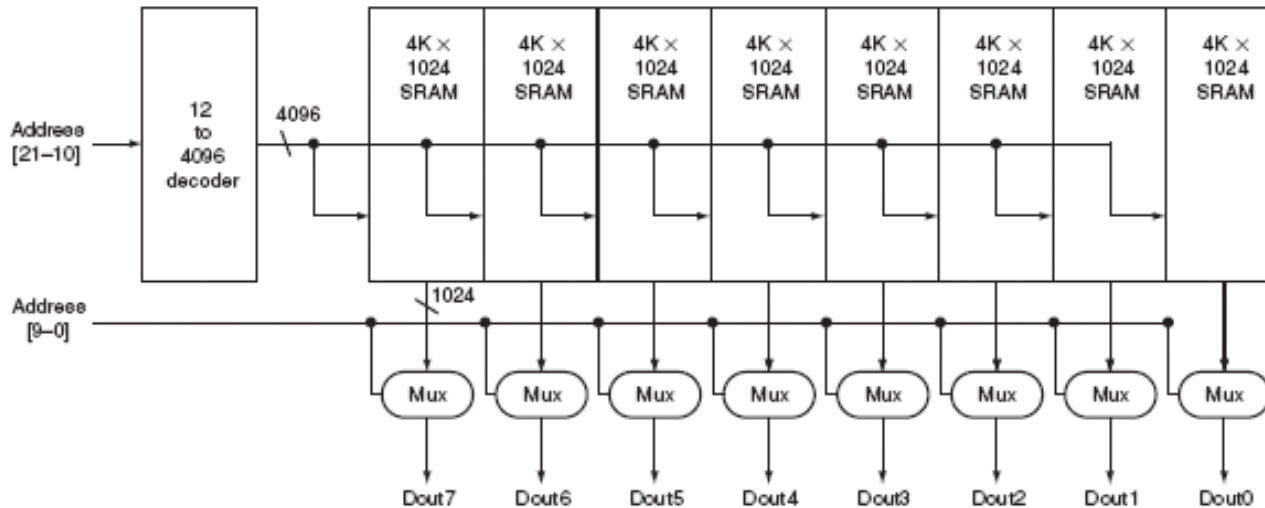 4K × 4K × 4K × 4K × 4K × 4K × 4K × 4K ×
1024 1024 1024 1024 1024 1024 1024 1024
SRAM SRAM SRAM SRAM SRAM SRAM SRAM SRAM
12
to
4096
decoder
Address
[21–10]
4096
1024
Address
[9–0]
Mux Mux Mux Mux Mux Mux Mux Mux
Dout7 Dout6 Dout5 Dout4 Dout3 Dout2 Dout1 Dout0